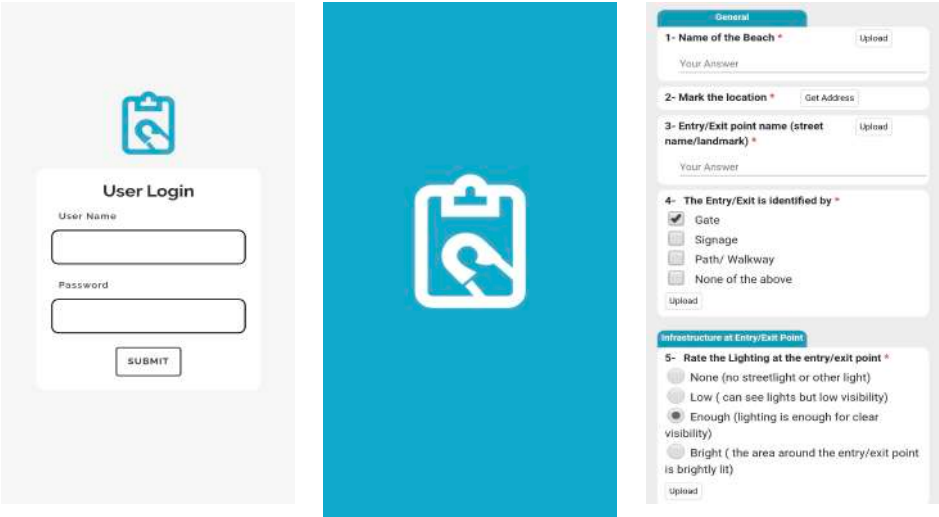 User Login
User Name
Password
SUBMIT
General
1- Name of the Beach * Upload
Your Answer
2- Mark the location * Get Address
3- Entry/Exit point name (street Upload
name/landmark) *
Your Answer
4- The Entry/Exit is identified by *
Gate
Signage
Path/ Walkway
None of the above
Upload
Infrastructure at Entry/Exit Point
5- Rate the Lighting at the entry/exit point *
None (no streetlight or other light)
Low ( can see lights but low visibility)
Enough (lighting is enough for clear
visibility)
Bright ( the area around the entry/exit point
is brightly lit)
Upload